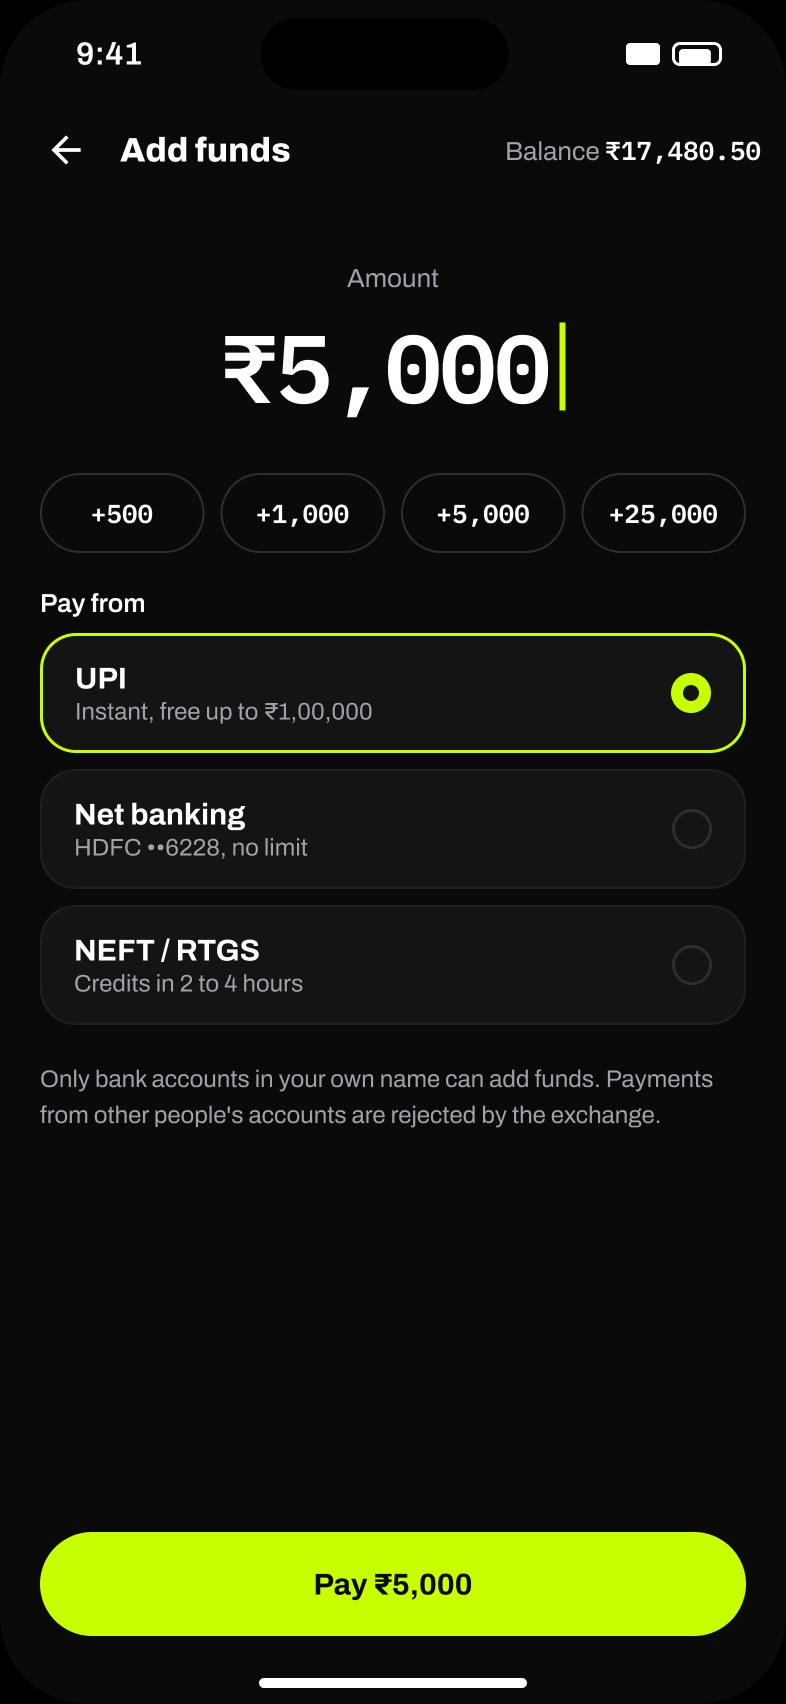 9:41
Add funds
Balance ₹17,480.50
Amount
₹5,000
+500
+1,000
+5,000
+25,000
Pay from
UPI
Instant, free up to ₹1,00,000
Net banking
HDFC ••6228, no limit
NEFT / RTGS
Credits in 2 to 4 hours
Only bank accounts in your own name can add funds. Payments
from other people's accounts are rejected by the exchange.
Pay ₹5,000